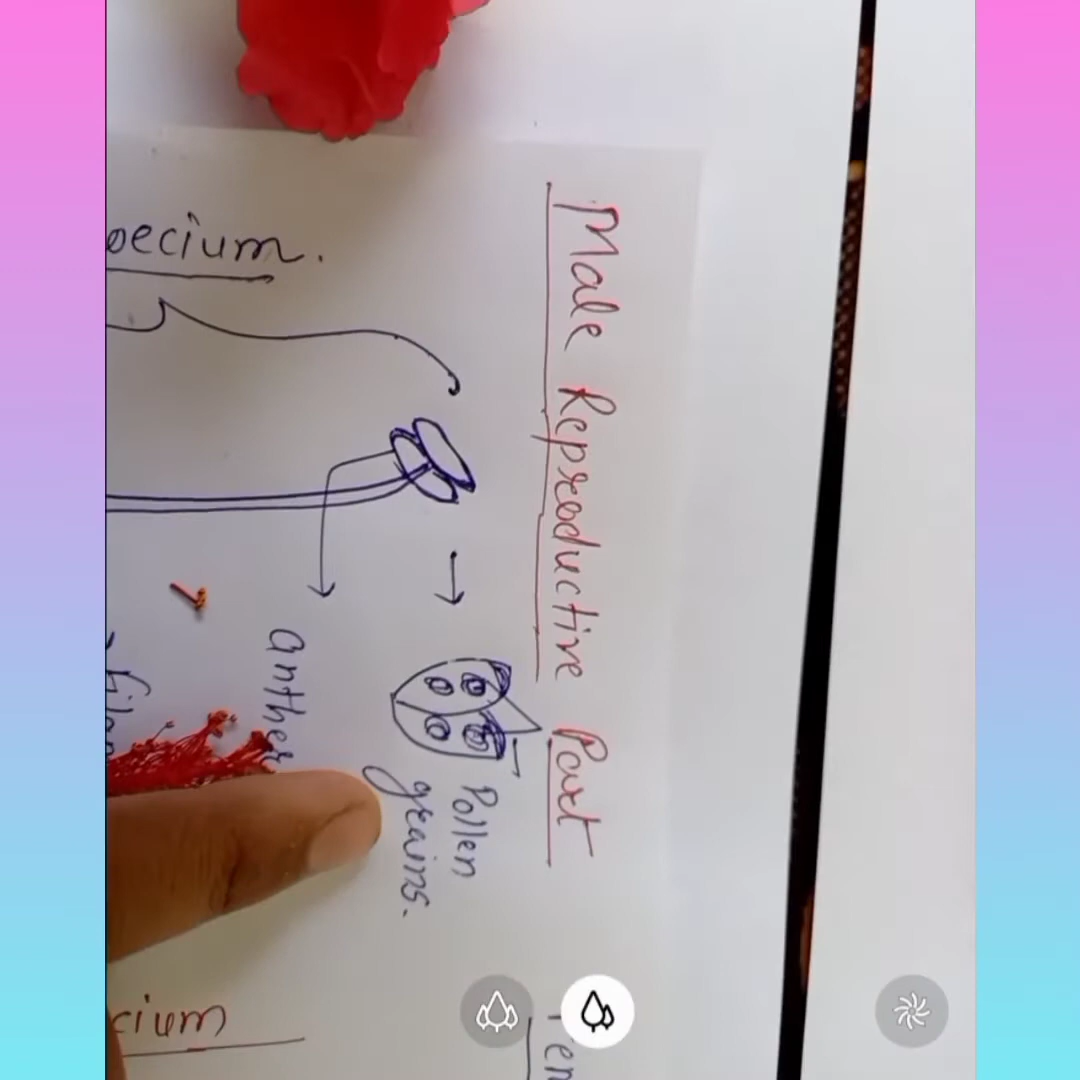 Male Reproductive Part
oecium.
anther
Pollen
grains.
cium